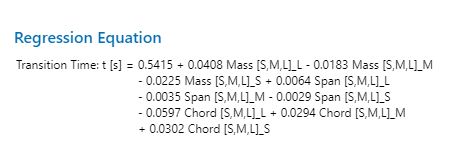 Regression Equation
Transition Time: t [s] = 0.5415 + 0.0408 Mass [S,M,L]_L - 0.0183 Mass [S,M,L]_M
- 0.0225 Mass [S,M,L]_S + 0.0064 Span [S,M,L]_L
- 0.0035 Span [S,M,L]_M - 0.0029 Span [S,M,L]_S
- 0.0597 Chord [S,M,L]_L + 0.0294 Chord [S,M,L]_M
+ 0.0302 Chord [S,M,L]_S